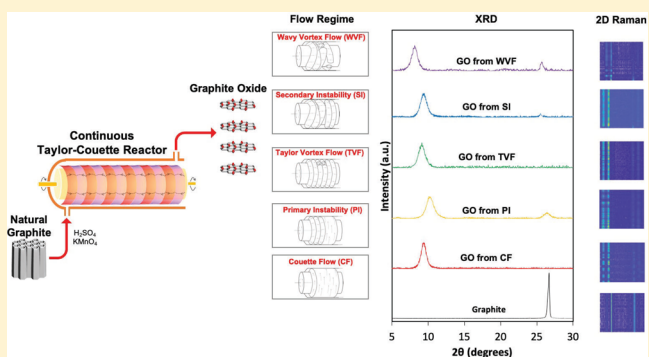 Flow Regime
XRD
2D Raman
Wavy Vortex Flow (WVF)
Secondary Instability (SI)
Taylor Vortex Flow (TVF)
Primary Instability (PI)
Couette Flow (CF)
Graphite Oxide
Continuous
Taylor-Couette Reactor
Natural
Graphite
H₂SO₄
KMnO₄
Intensity (a.u.)
GO from WVF
GO from SI
GO from TVF
GO from PI
GO from CF
Graphite
5 10 15 20 25 30
2θ (degrees)